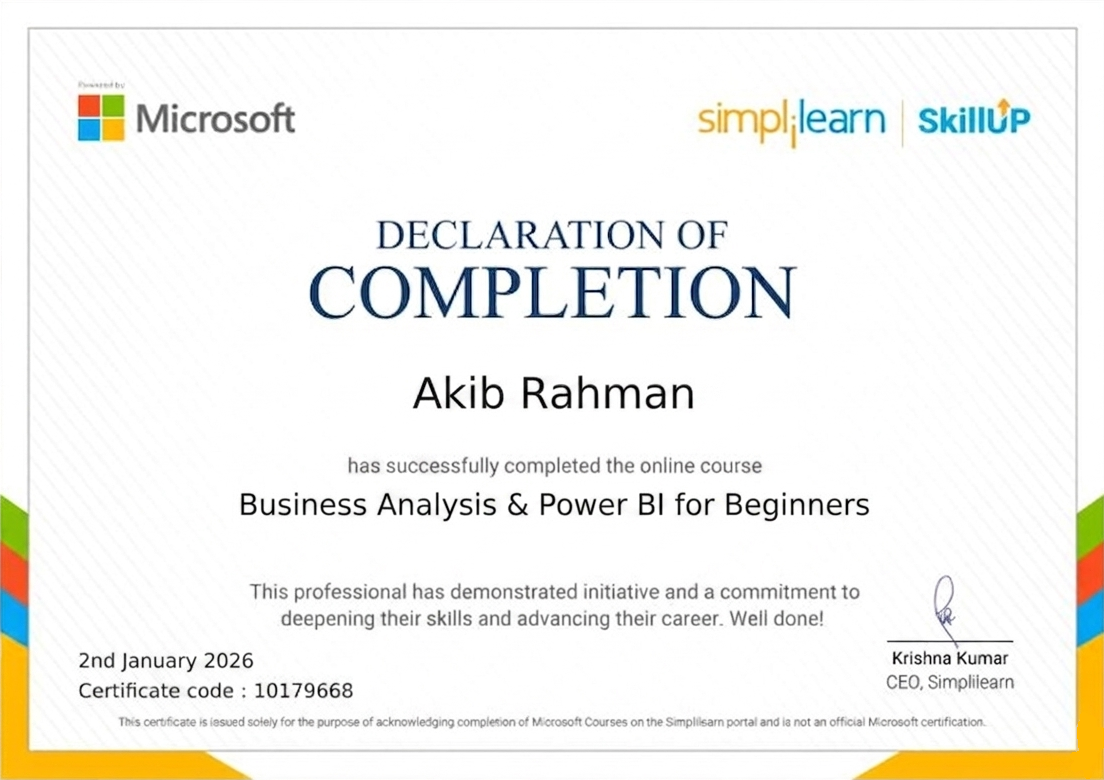 Powered by
Microsoft
simplilearn | SkillUP
DECLARATION OF
COMPLETION
Akib Rahman
has successfully completed the online course
Business Analysis & Power BI for Beginners
This professional has demonstrated initiative and a commitment to
deepening their skills and advancing their career. Well done!
2nd January 2026
Certificate code : 10179668
Krishna Kumar
CEO, Simplilearn
This certificate is issued solely for the purpose of acknowledging completion of Microsoft Courses on the Simplilearn portal and is not an official Microsoft certification.